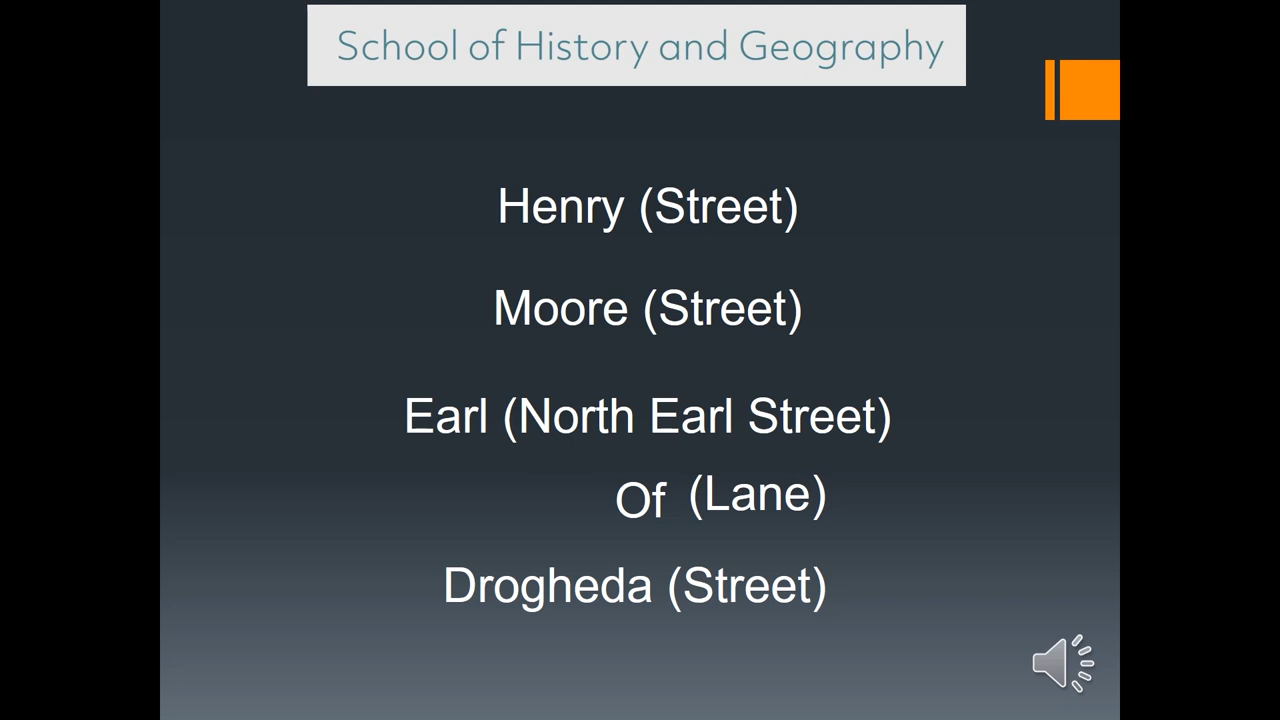 School of History and Geography
Henry (Street)
Moore (Street)
Earl (North Earl Street)
Of (Lane)
Drogheda (Street)